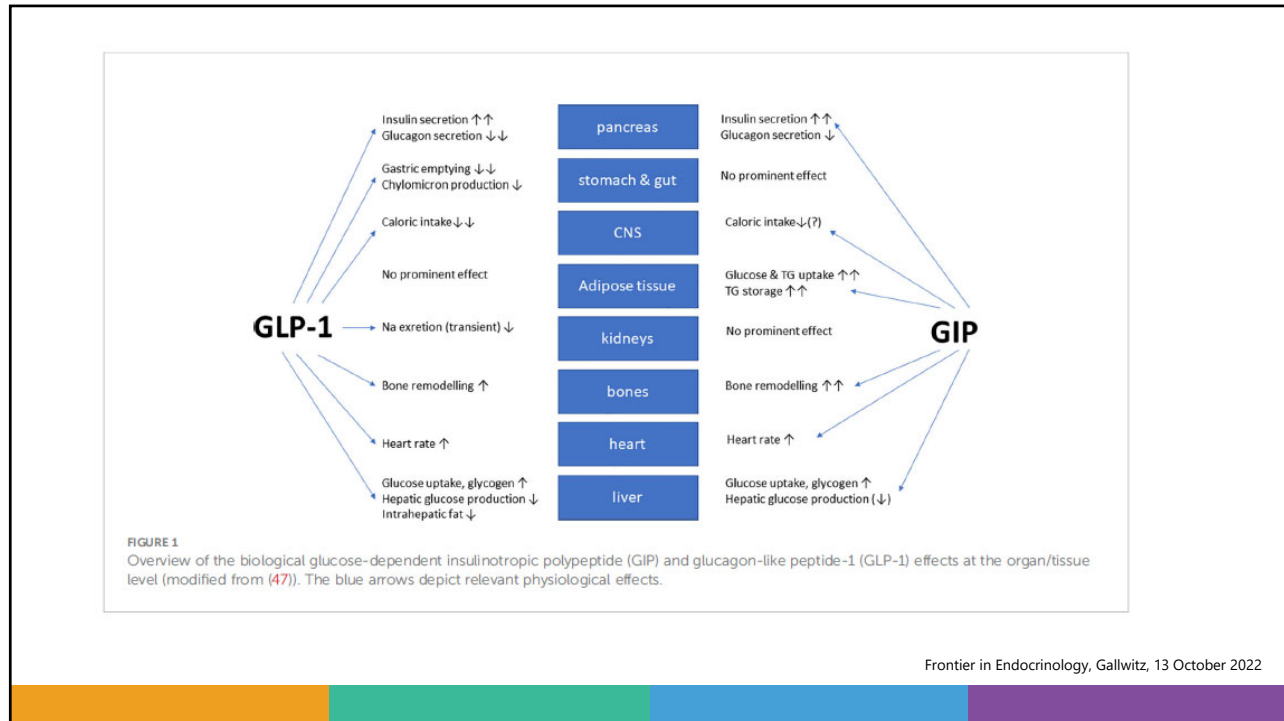 Insulin secretion ↑↑
Glucagon secretion ↓↓
pancreas
Insulin secretion ↑↑
Glucagon secretion ↓
Gastric emptying ↓↓
Chylomicron production ↓
stomach & gut
No prominent effect
Caloric intake↓↓
CNS
Caloric intake↓(?)
No prominent effect
Adipose tissue
Glucose & TG uptake ↑↑
TG storage ↑↑
GLP-1
Na exretion (transient) ↓
kidneys
No prominent effect
GIP
Bone remodelling ↑
bones
Bone remodelling ↑↑
Heart rate ↑
heart
Heart rate ↑
Glucose uptake, glycogen ↑
Hepatic glucose production ↓
Intrahepatic fat ↓
liver
Glucose uptake, glycogen ↑
Hepatic glucose production (↓)
FIGURE 1
Overview of the biological glucose-dependent insulinotropic polypeptide (GIP) and glucagon-like peptide-1 (GLP-1) effects at the organ/tissue
level (modified from (47)). The blue arrows depict relevant physiological effects.
Frontier in Endocrinology, Gallwitz, 13 October 2022